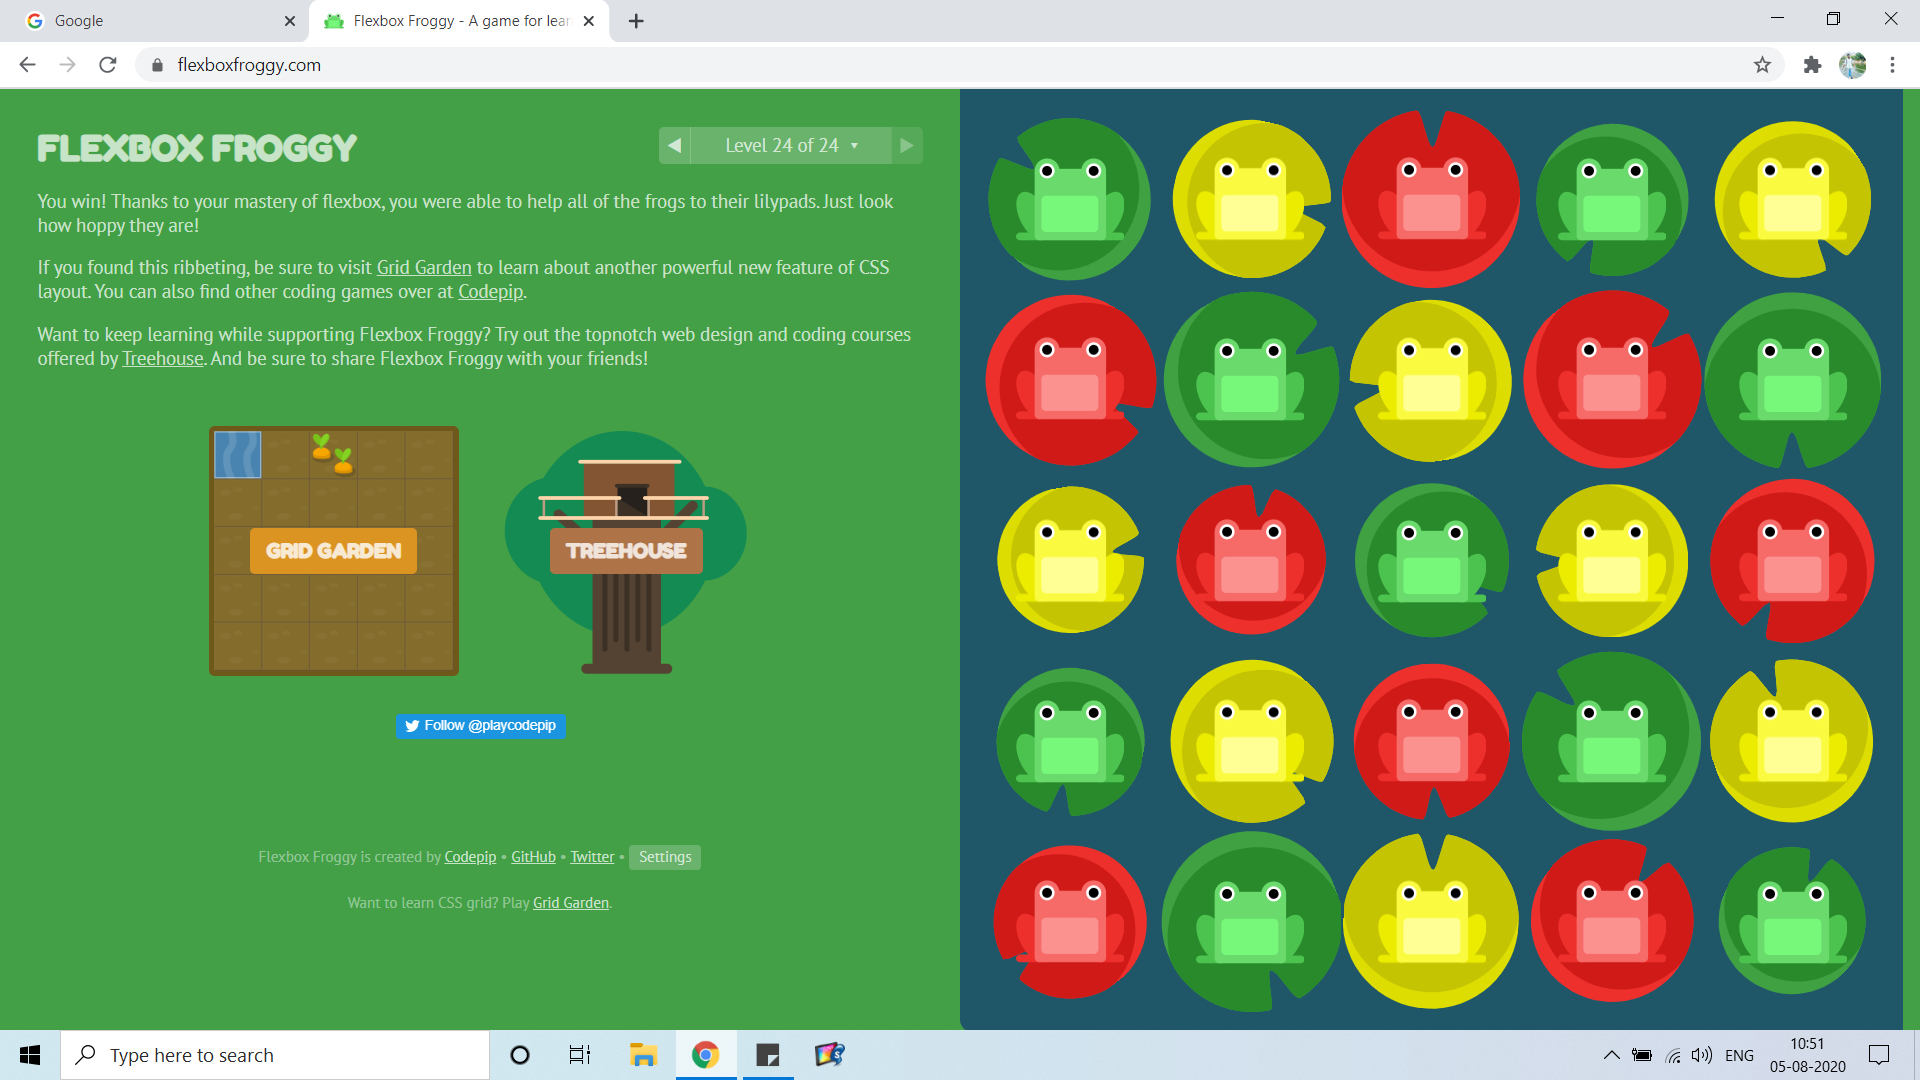 Google
Flexbox Froggy - A game for lear
flexboxfroggy.com
FLEXBOX FROGGY
Level 24 of 24
You win! Thanks to your mastery of flexbox, you were able to help all of the frogs to their lilypads. Just look
how hoppy they are!
If you found this ribbeting, be sure to visit Grid Garden to learn about another powerful new feature of CSS
layout. You can also find other coding games over at Codepip.
Want to keep learning while supporting Flexbox Froggy? Try out the topnotch web design and coding courses
offered by Treehouse. And be sure to share Flexbox Froggy with your friends!
GRID GARDEN
TREEHOUSE
Follow @playcodepip
Flexbox Froggy is created by Codepip • GitHub • Twitter • Settings
Want to learn CSS grid? Play Grid Garden.
Type here to search
ENG
10:51
05-08-2020